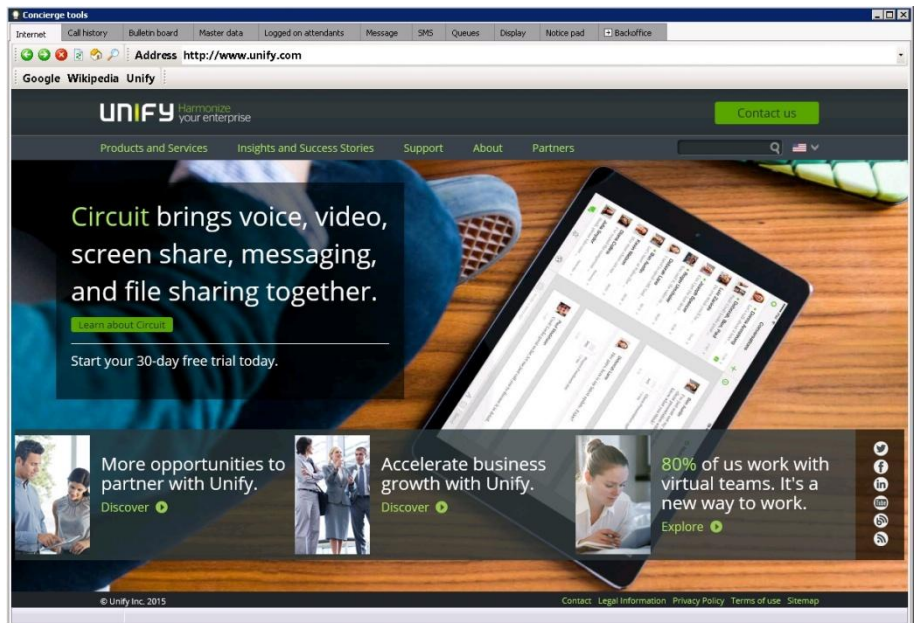 Concierge tools
Internet Call history Bulletin board Master data Logged on attendants Message SMS Queues Display Notice pad Backoffice
Address http://www.unify.com
Google Wikipedia Unify
UNIFY Harmonize your enterprise
Contact us
Products and Services Insights and Success Stories Support About Partners
Circuit brings voice, video,
screen share, messaging,
and file sharing together.
Learn about Circuit
Start your 30-day free trial today.
More opportunities to
partner with Unify.
Discover
Accelerate business
growth with Unify.
Discover
80% of us work with
virtual teams. It's a
new way to work.
Explore
© Unify Inc. 2015
Contact Legal Information Privacy Policy Terms of use Sitemap